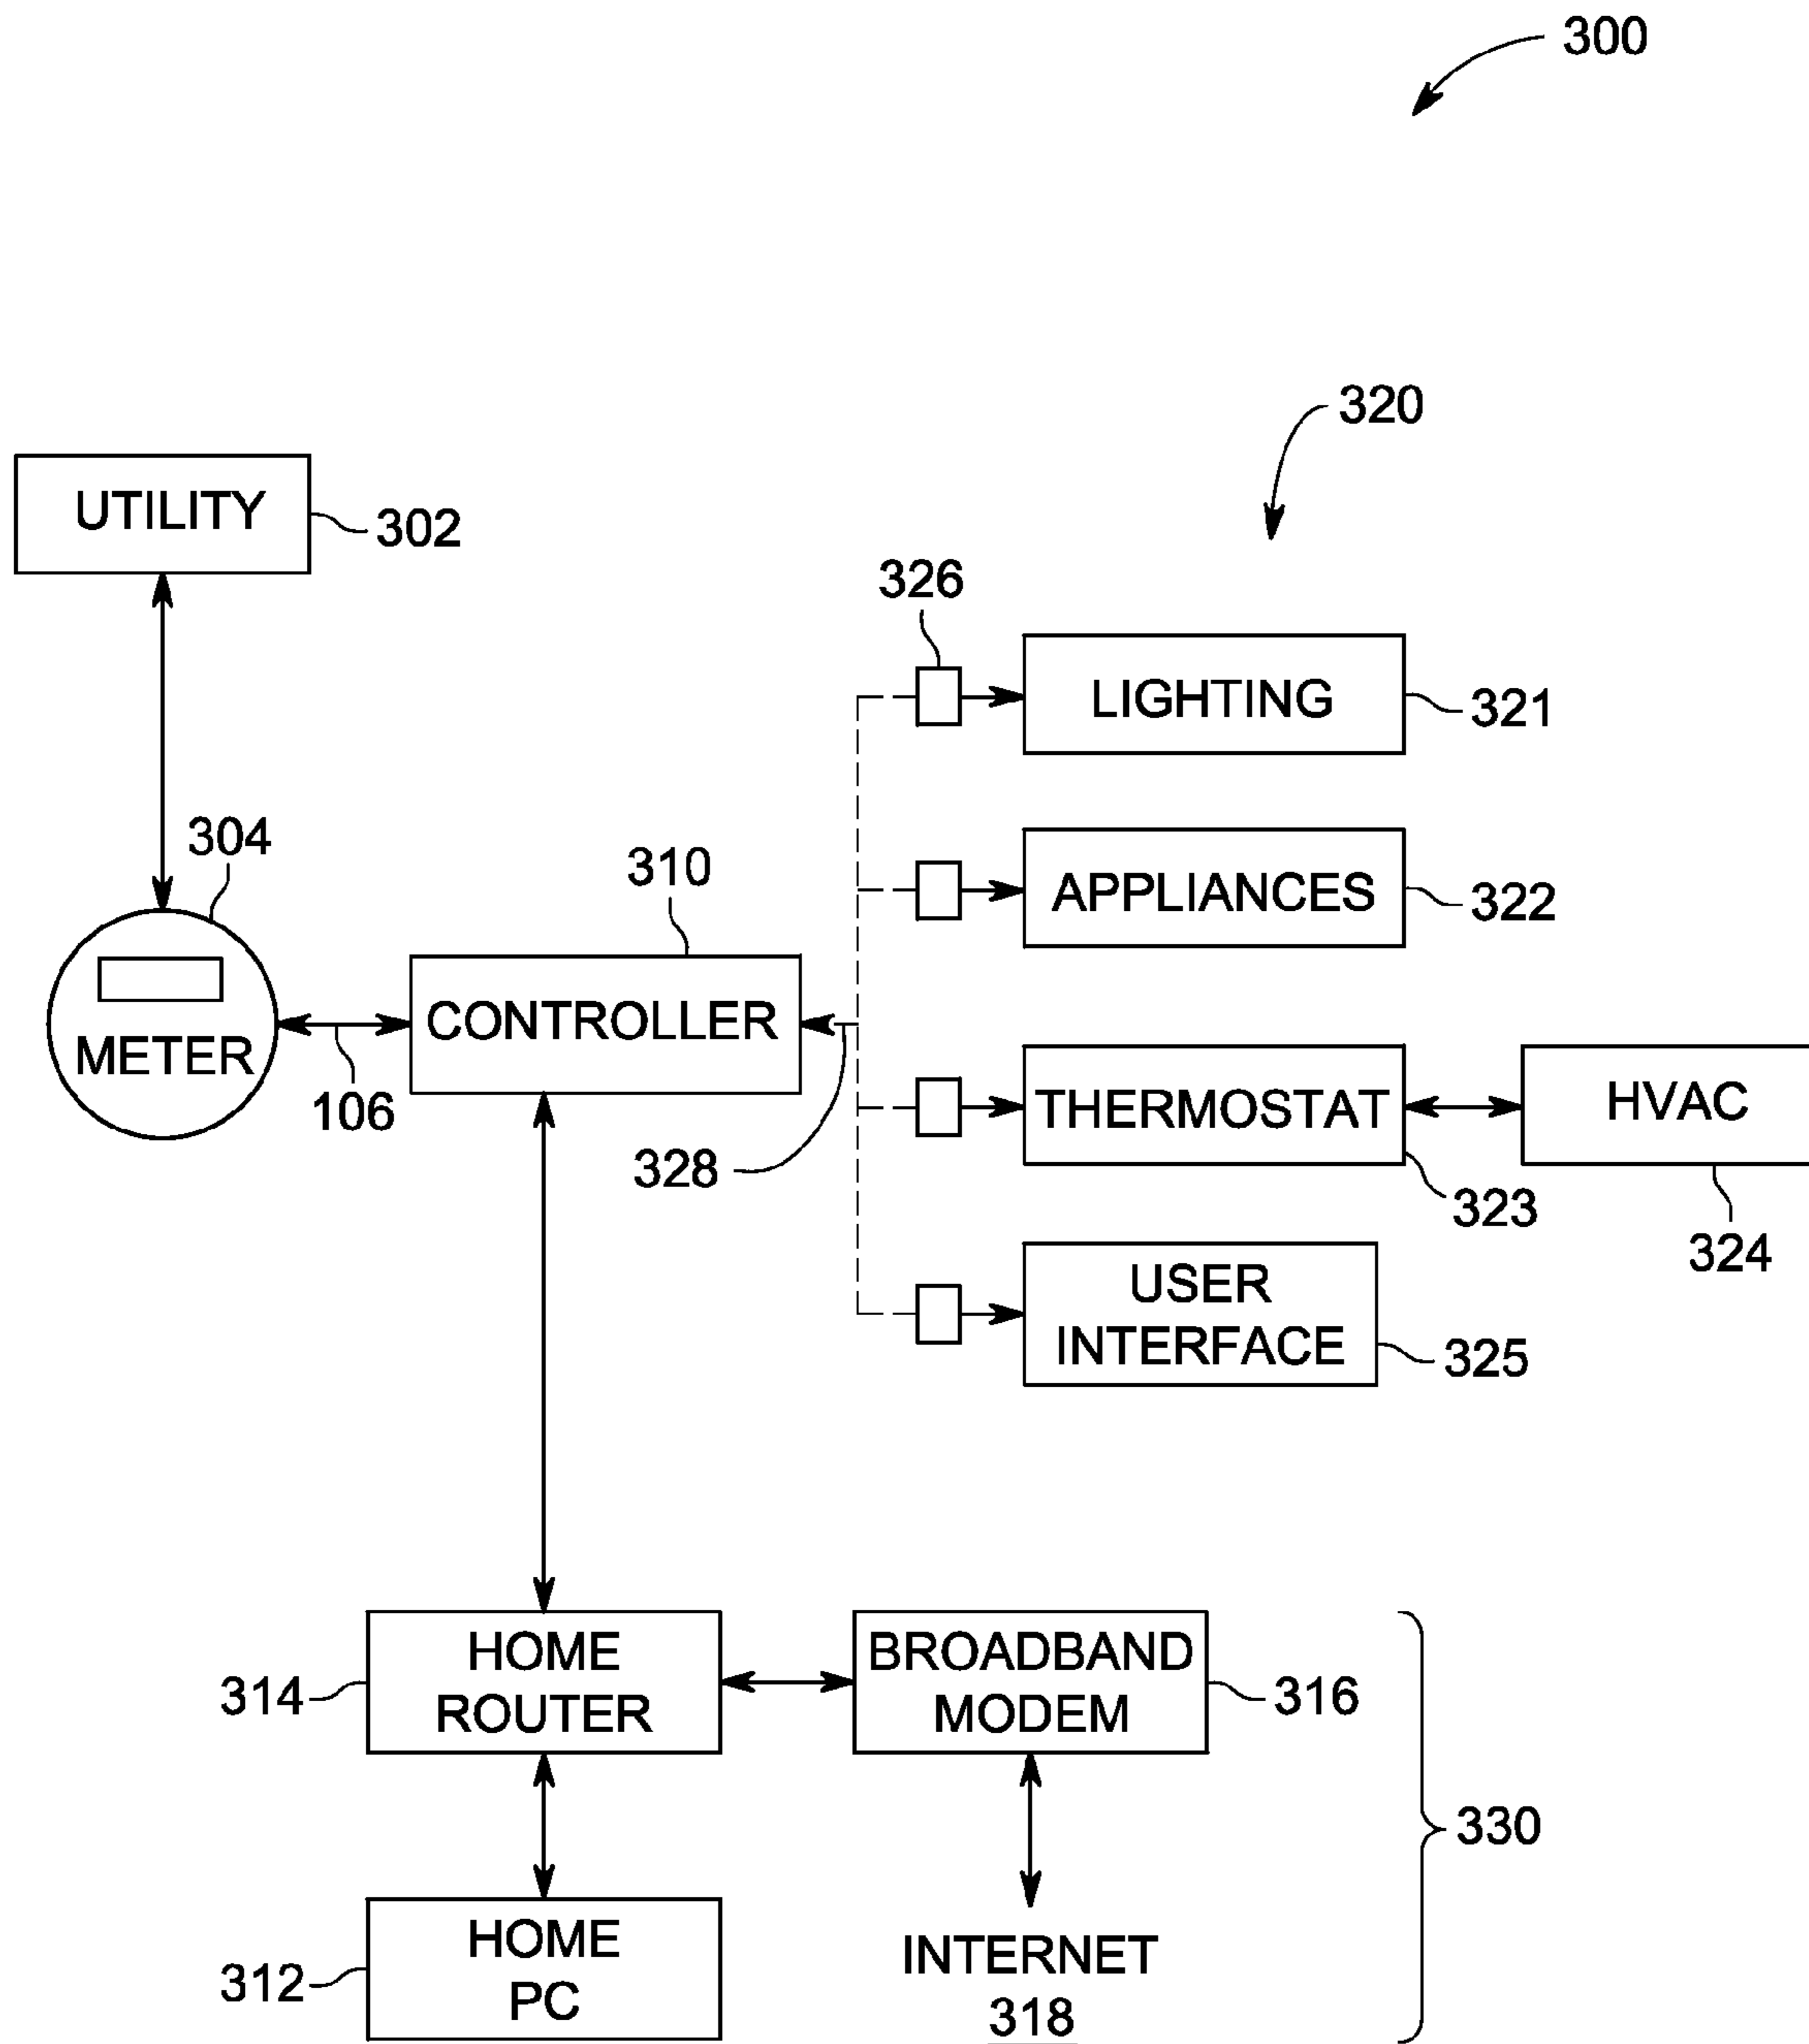 300
320
UTILITY
302
326
LIGHTING
321
304
310
APPLIANCES
322
METER
106
CONTROLLER
328
THERMOSTAT
323
HVAC
324
USER
INTERFACE
325
HOME
ROUTER
314
BROADBAND
MODEM
316
330
HOME
PC
312
INTERNET
318